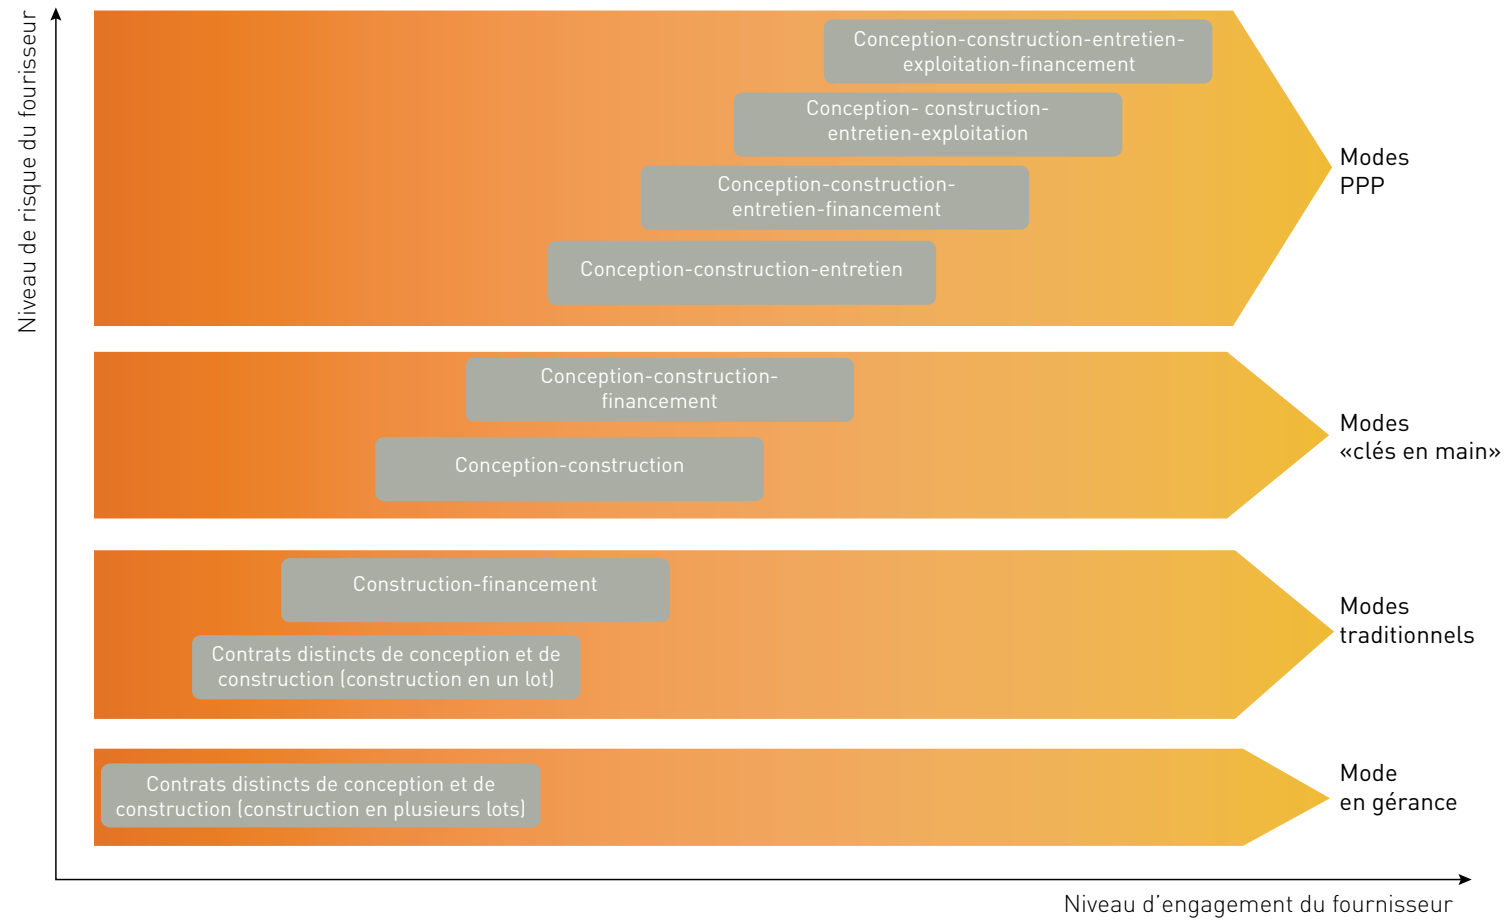 Niveau de risque du fourisseur
Conception-construction-entretien-
exploitation-financement
Conception- construction-
entretien-exploitation
Conception-construction-
entretien-financement
Conception-construction-entretien
Modes
PPP
Conception-construction-
financement
Conception-construction
Modes
«clés en main»
Construction-financement
Contrats distincts de conception et de
construction (construction en un lot)
Modes
traditionnels
Contrats distincts de conception et de
construction (construction en plusieurs lots)
Mode
en gérance
Niveau d’engagement du fournisseur